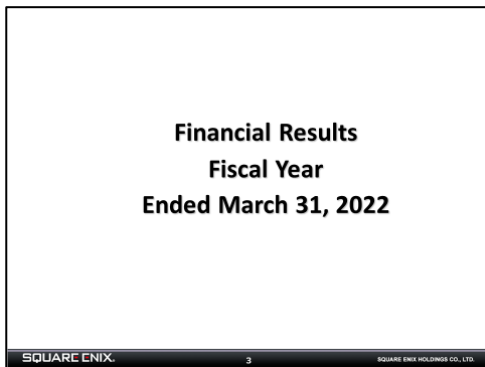 Financial Results
Fiscal Year
Ended March 31, 2022
SQUARE ENIX.
3
SQUARE ENIX HOLDINGS CO., LTD.